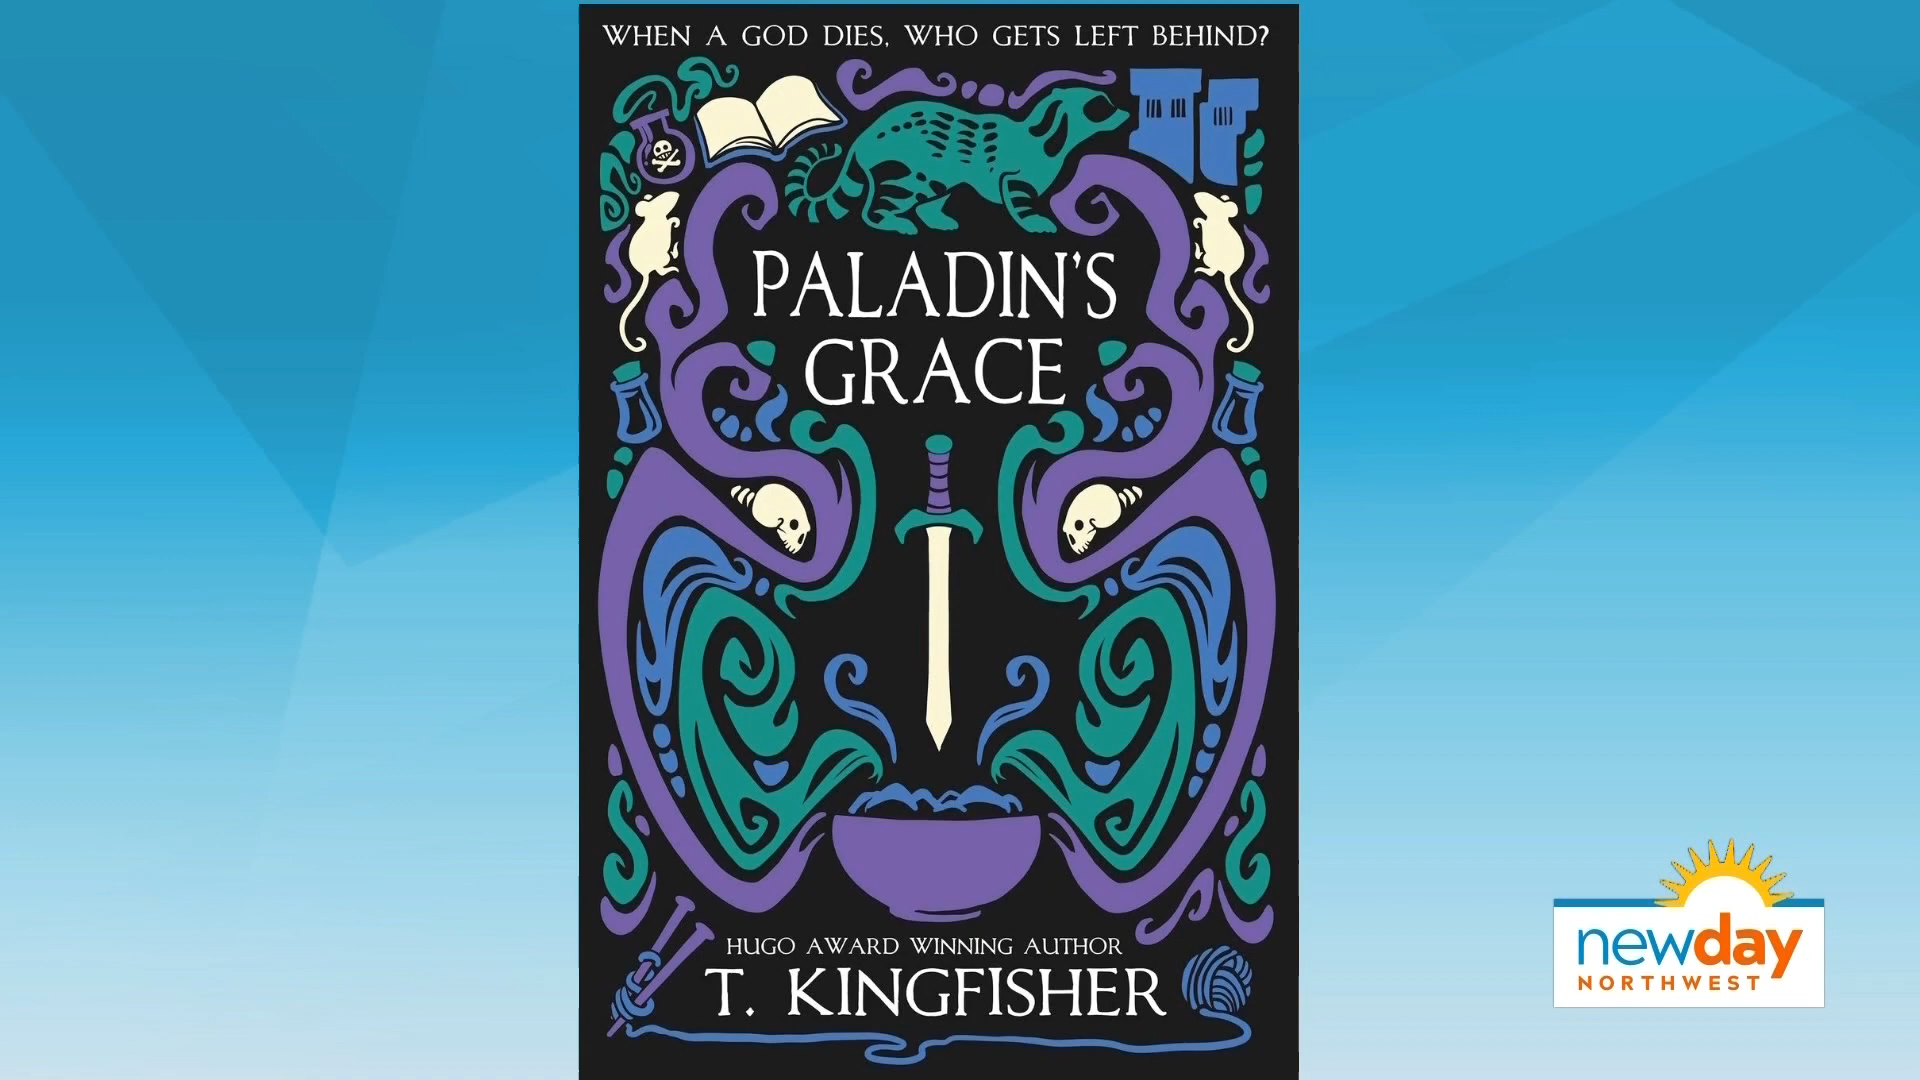 WHEN A GOD DIES, WHO GETS LEFT BEHIND?
PALADIN'S
GRACE
HUGO AWARD WINNING AUTHOR
T. KINGFISHER
newday
NORTHWEST